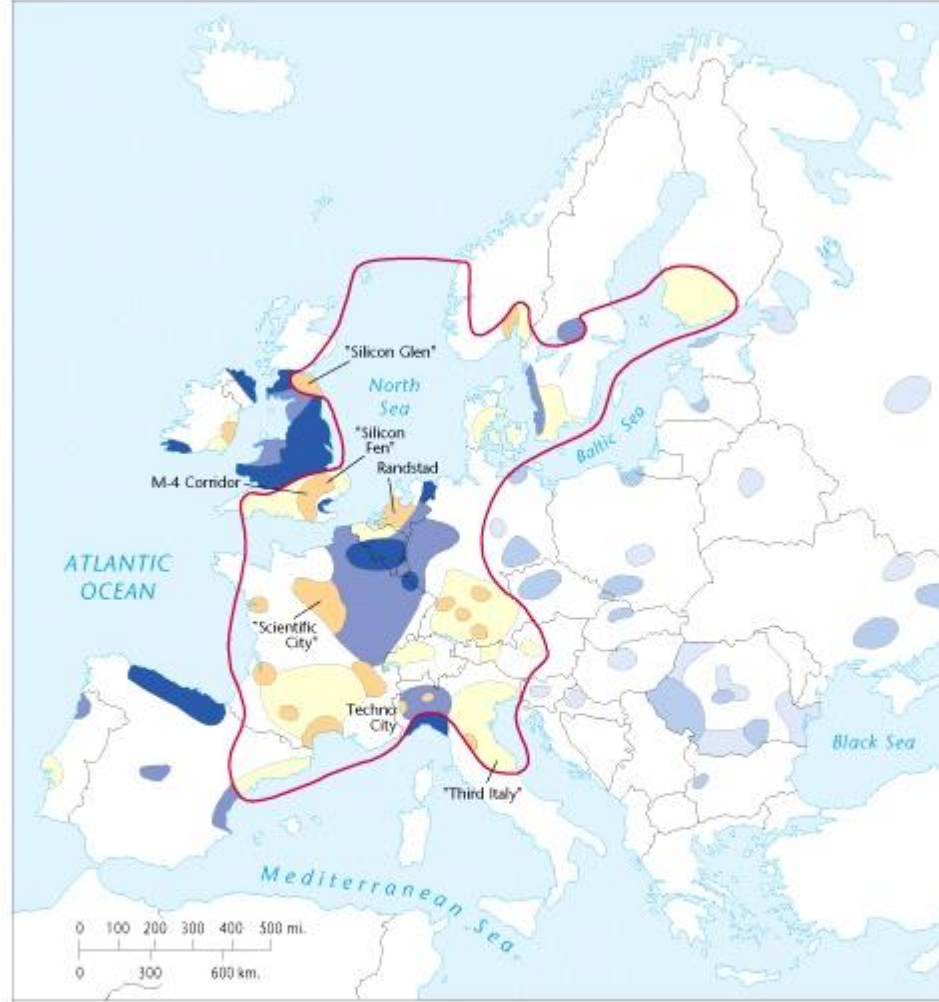 "Silicon Glen"
North
Sea
"Silicon
Fen"
Randstad
M-4 Corridor
Baltic Sea
ATLANTIC
OCEAN
"Scientific
City"
Techno
City
Black Sea
"Third Italy"
Mediterranean Sea
0 100 200 300 400 500 mi.
0 300 600 km.